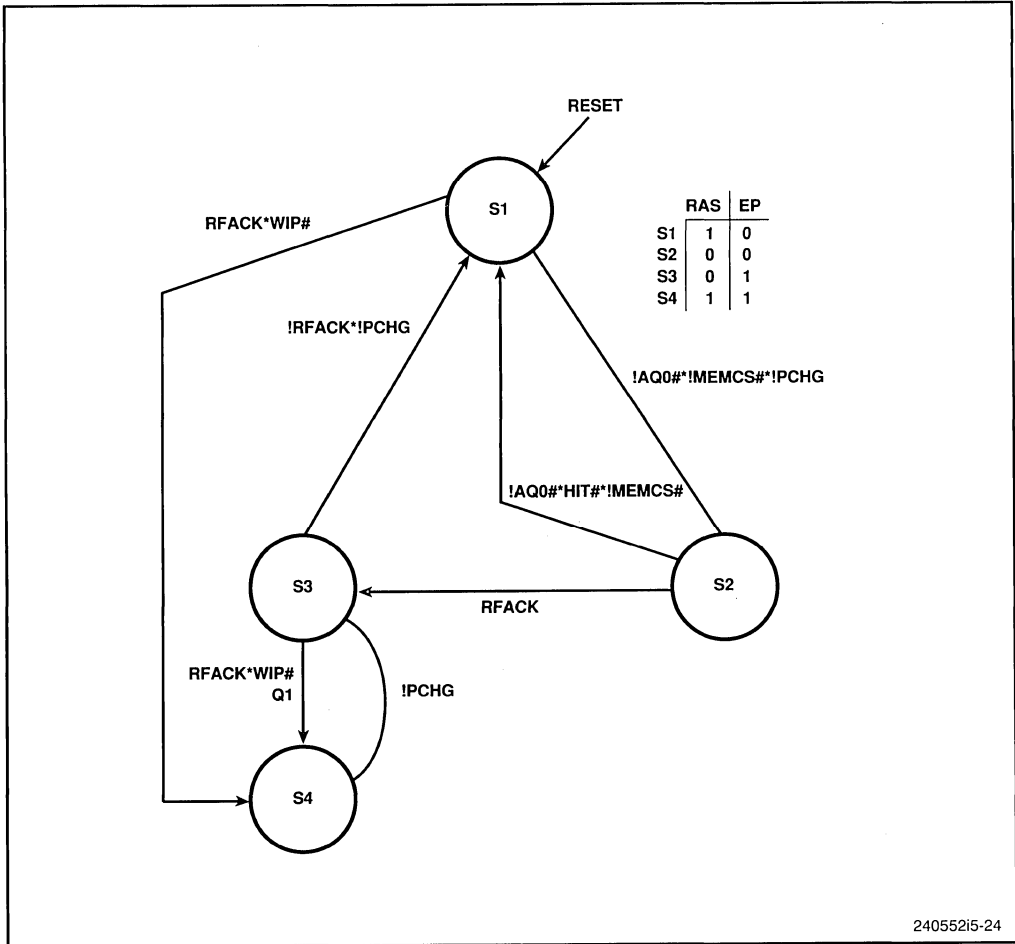 RESET
S1
RAS EP
S1 1 0
S2 0 0
S3 0 1
S4 1 1
RFACK*WIP#
!RFACK*!PCHG
!AQ0#*!MEMCS#*!PCHG
!AQ0#*HIT#*!MEMCS#
S3
S2
RFACK
RFACK*WIP#
Q1
!PCHG
S4
240552i5-24